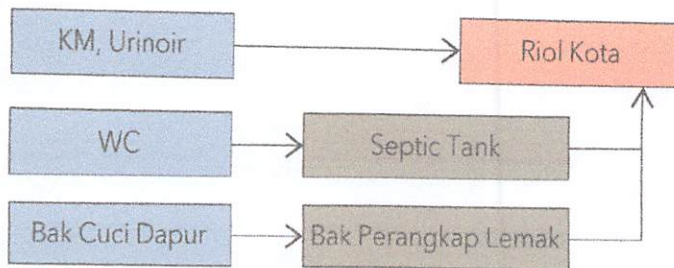 KM, Urinoir
Riol Kota
WC
Septic Tank
Bak Cuci Dapur
Bak Perangkap Lemak